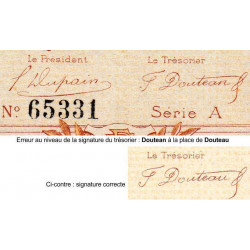 Le Président Le Trésorier
L. Dupain F. Doutean
N° 65331 Série A
Erreur au niveau de la signature du trésorier : Doutean à la place de Douteau
Le Trésorier
Ci-contre : signature correcte F. Douteau